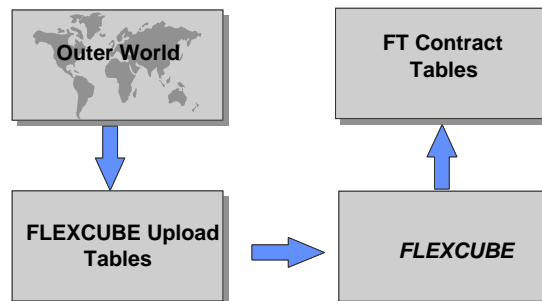 Outer World
FT Contract
Tables
FLEXCUBE Upload
Tables
FLEXCUBE